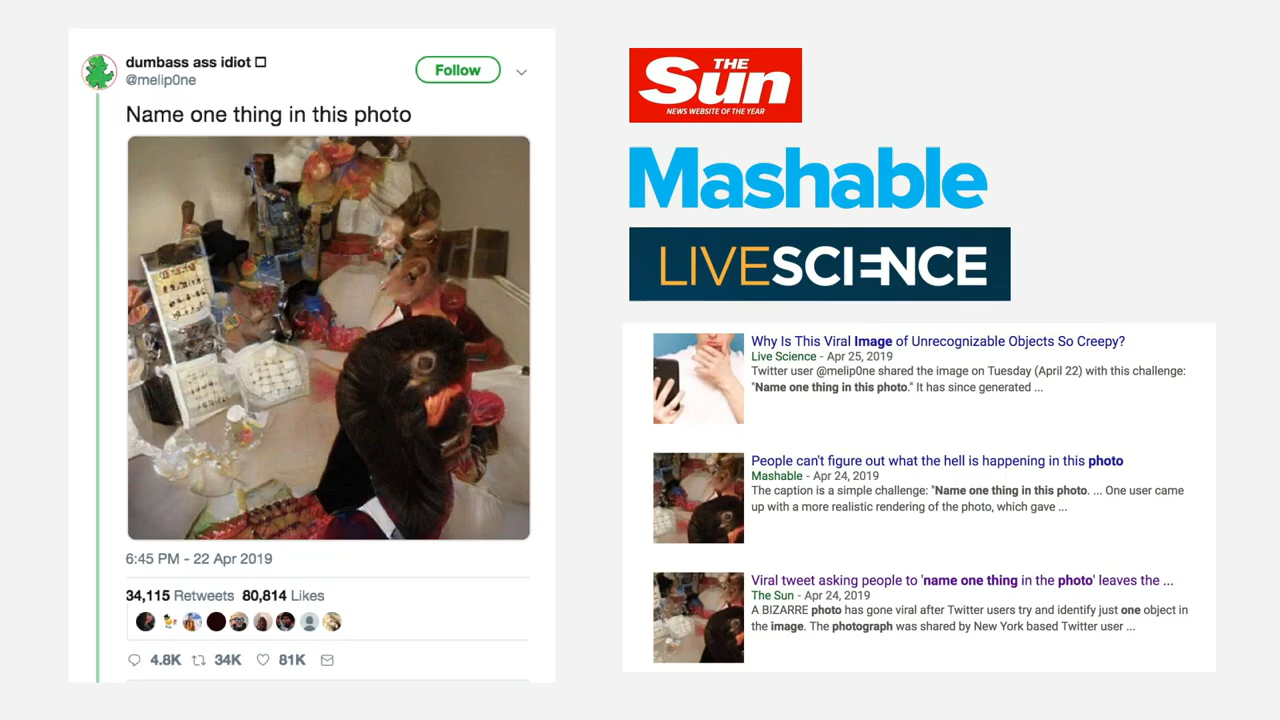 dumbass ass idiot □
@melip0ne
Follow
Name one thing in this photo
6:45 PM - 22 Apr 2019
34,115 Retweets 80,814 Likes
4.8K 34K 81K
THE
Sun
NEWS WEBSITE OF THE YEAR
Mashable
LIVESCIENCE
Why Is This Viral Image of Unrecognizable Objects So Creepy?
Live Science - Apr 25, 2019
Twitter user @melip0ne shared the image on Tuesday (April 22) with this challenge:
"Name one thing in this photo." It has since generated ...
People can't figure out what the hell is happening in this photo
Mashable - Apr 24, 2019
The caption is a simple challenge: "Name one thing in this photo. ... One user came
up with a more realistic rendering of the photo, which gave ...
Viral tweet asking people to 'name one thing in the photo' leaves the ...
The Sun - Apr 24, 2019
A BIZARRE photo has gone viral after Twitter users try and identify just one object in
the image. The photograph was shared by New York based Twitter user ...